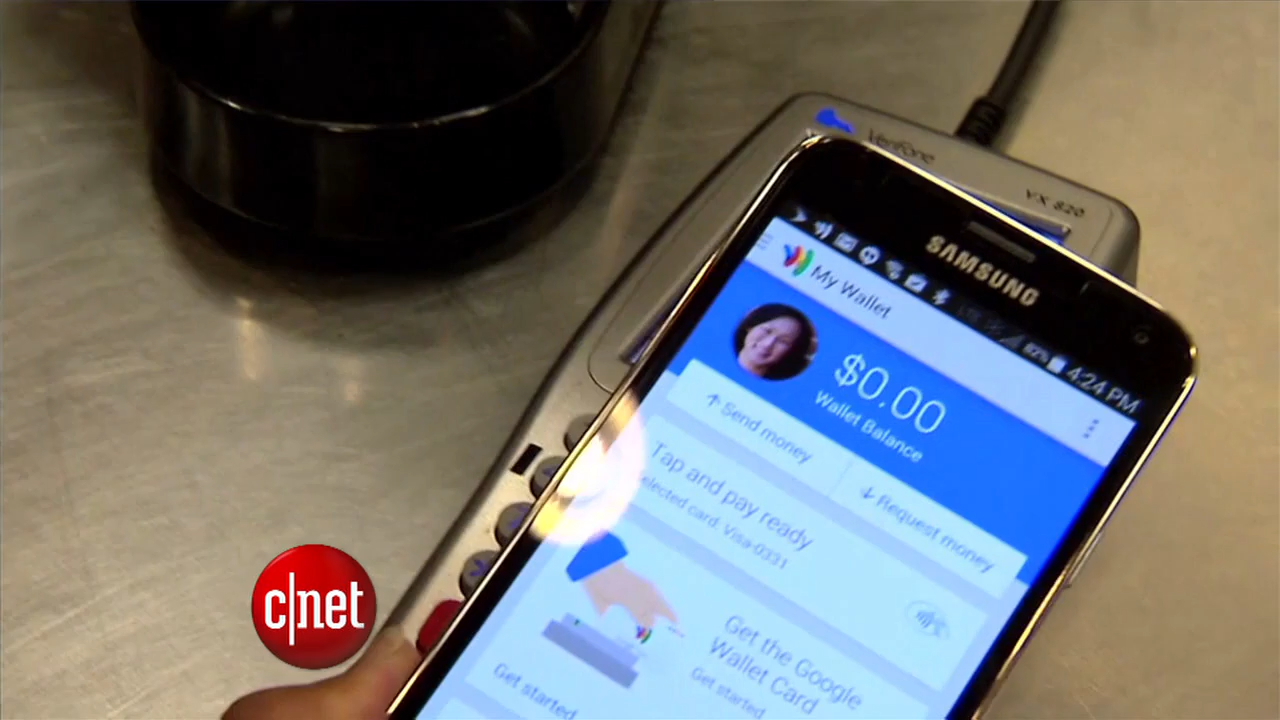 VeriFone
VX 820
SAMSUNG
4:24 PM
My Wallet
$0.00
Wallet Balance
Send money
Request money
Tap and pay ready
elected card: Visa-0331
Get the Google
Wallet Card
Get started
Get started
c|net